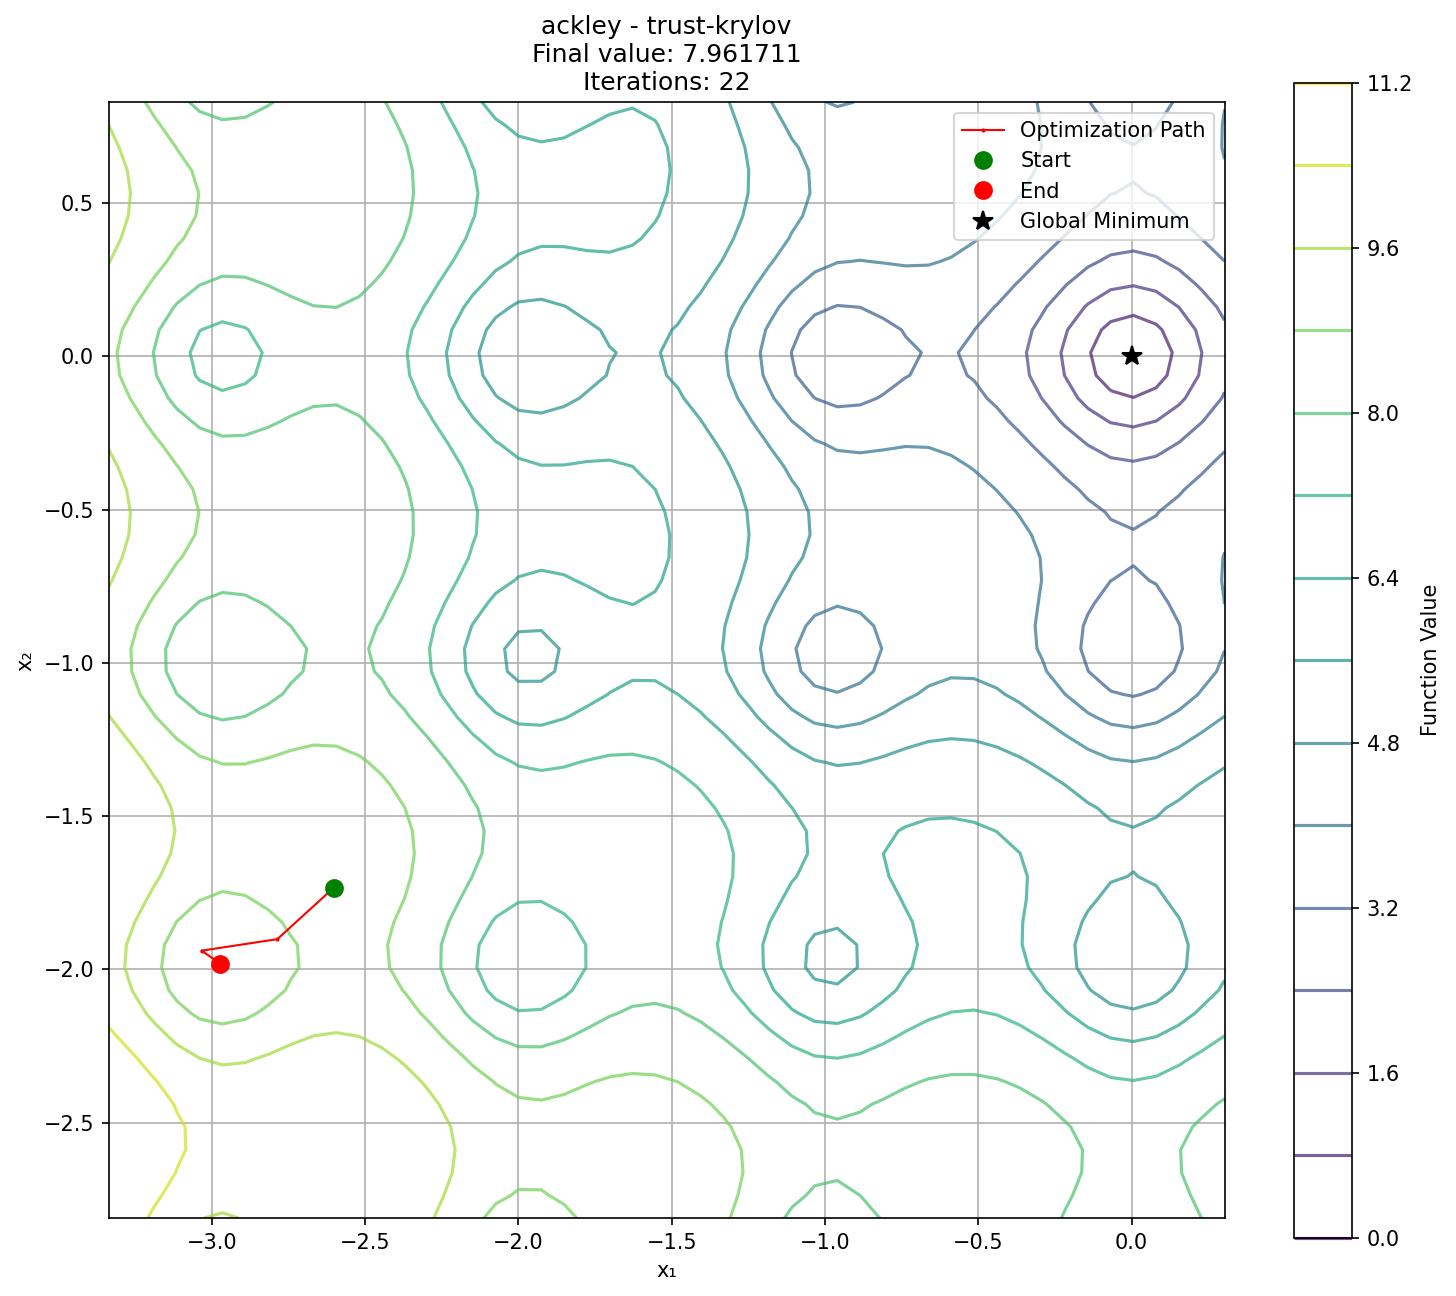 ackley - trust-krylov
Final value: 7.961711
Iterations: 22
Optimization Path
Start
End
Global Minimum
0.5
0.0
−0.5
−1.0
−1.5
−2.0
−2.5
x₂
−3.0
−2.5
−2.0
−1.5
−1.0
−0.5
0.0
x₁
11.2
9.6
8.0
6.4
4.8
3.2
1.6
0.0
Function Value